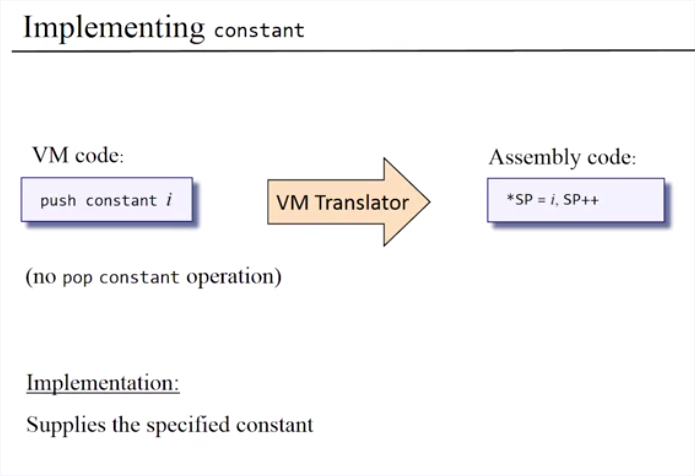 Implementing constant
VM code:
Assembly code:
push constant i
VM Translator
*SP = i, SP++
(no pop constant operation)
Implementation:
Supplies the specified constant